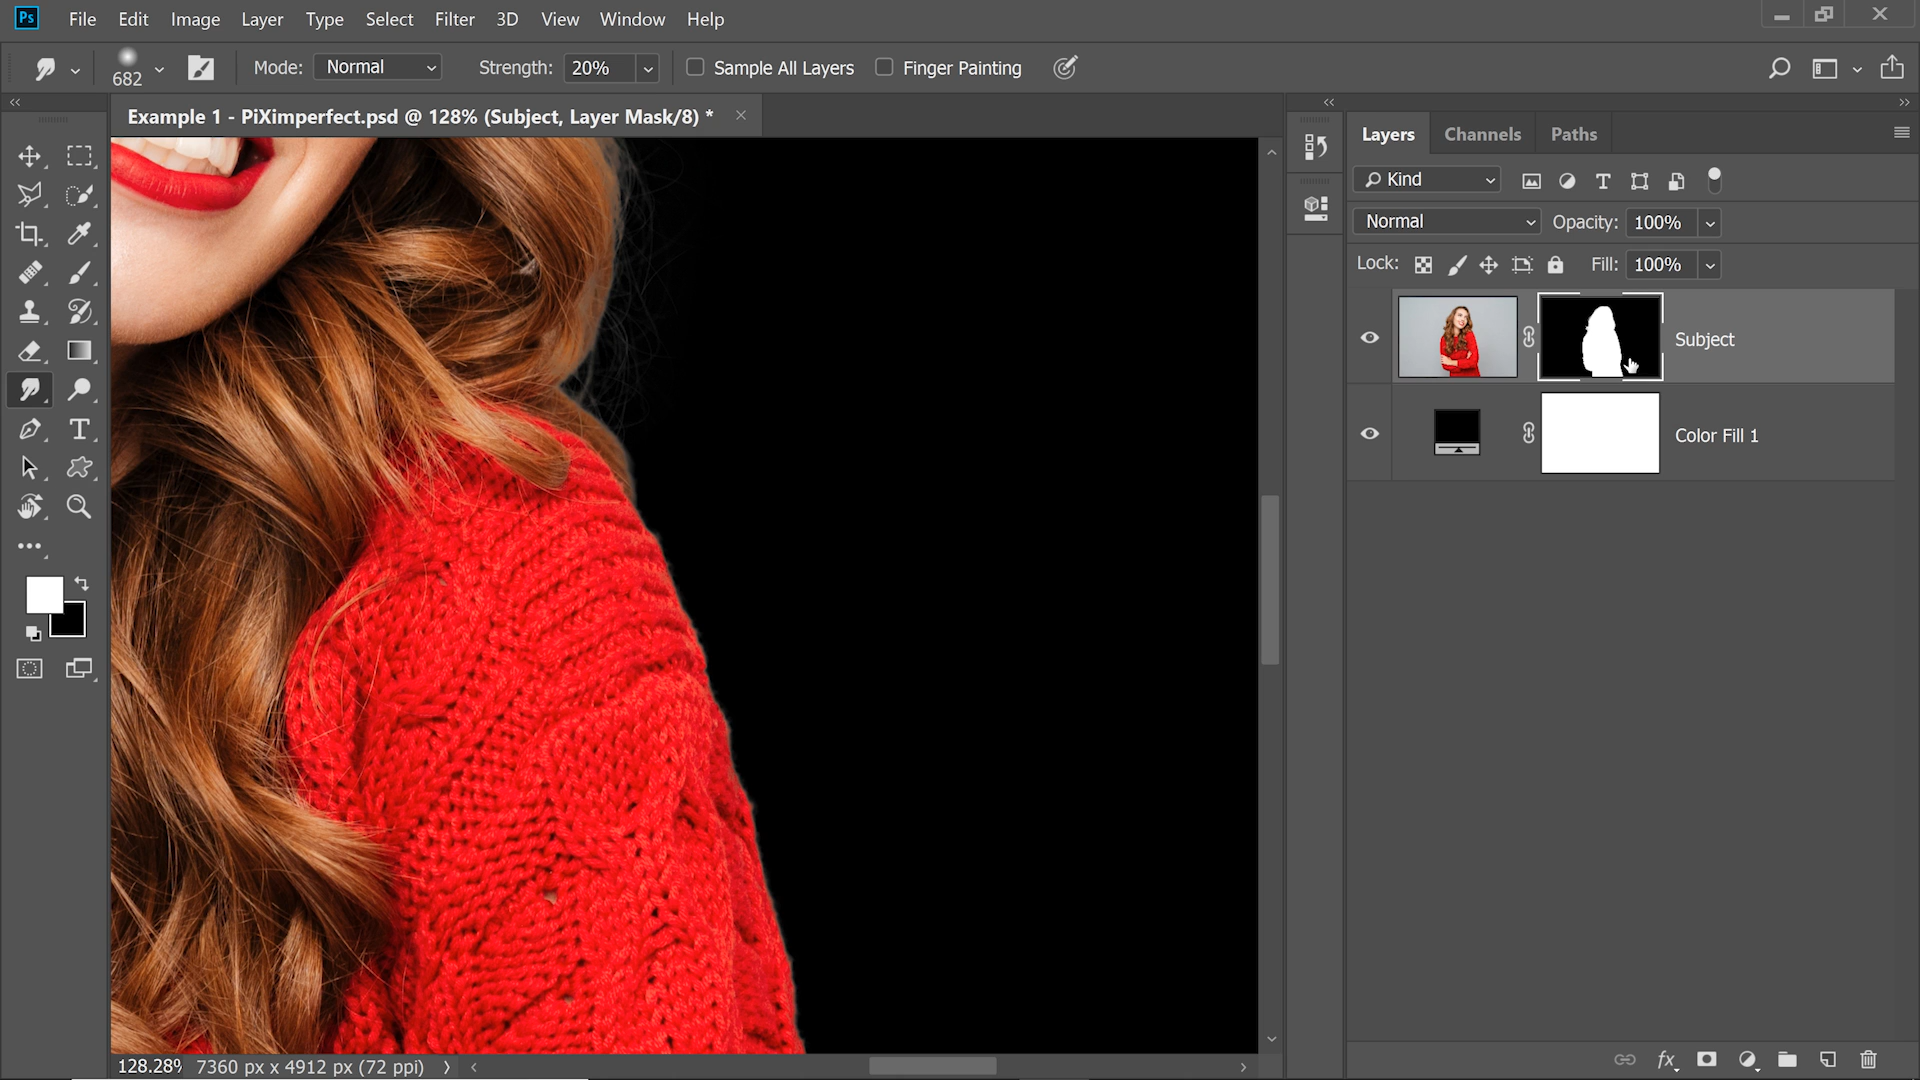 Ps File Edit Image Layer Type Select Filter 3D View Window Help
682 Mode: Normal Strength: 20% Sample All Layers Finger Painting
Example 1 - PiXimperfect.psd @ 128% (Subject, Layer Mask/8) *
Layers Channels Paths
Kind
Normal Opacity: 100%
Lock: Fill: 100%
Subject
Color Fill 1
128.28% 7360 px x 4912 px (72 ppi)
fx